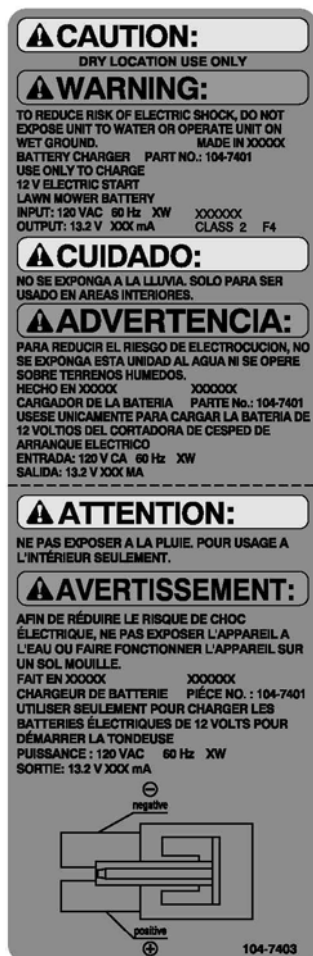 CAUTION:
DRY LOCATION USE ONLY
WARNING:
TO REDUCE RISK OF ELECTRIC SHOCK, DO NOT
EXPOSE UNIT TO WATER OR OPERATE UNIT ON
WET GROUND. MADE IN XXXXX
BATTERY CHARGER PART NO.: 104-7401
USE ONLY TO CHARGE
12 V ELECTRIC START
LAWN MOWER BATTERY
INPUT: 120 VAC 60 Hz XW XXXXXX
OUTPUT: 13.2 V XXX mA CLASS 2 F4
CUIDADO:
NO SE EXPONGA A LA LLUVIA. SOLO PARA SER
USADO EN AREAS INTERIORES.
ADVERTENCIA:
PARA REDUCIR EL RIESGO DE ELECTROCUCION, NO
SE EXPONGA ESTA UNIDAD AL AGUA NI SE OPERE
SOBRE TERRENOS HUMEDOS.
HECHO EN XXXXX XXXXXX
CARGADOR DE LA BATERIA PARTE No.: 104-7401
USESE UNICAMENTE PARA CARGAR LA BATERIA DE
12 VOLTIOS DEL CORTADORA DE CESPED DE
ARRANQUE ELECTRICO
ENTRADA: 120 V CA 60 Hz XW
SALIDA: 13.2 V XXX MA
ATTENTION:
NE PAS EXPOSER A LA PLUIE. POUR USAGE A
L'INTÉRIEUR SEULEMENT.
AVERTISSEMENT:
AFIN DE RÉDUIRE LE RISQUE DE CHOC
ÉLECTRIQUE, NE PAS EXPOSER L'APPAREIL A
L'EAU OU FAIRE FONCTIONNER L'APPAREIL SUR
UN SOL MOUILLE.
FAIT EN XXXXX XXXXXX
CHARGEUR DE BATTERIE PIÉCE NO. : 104-7401
UTILISER SEULEMENT POUR CHARGER LES
BATTERIES ÉLECTRIQUES DE 12 VOLTS POUR
DÉMARRER LA TONDEUSE
PUISSANCE : 120 VAC 60 Hz XW
SORTIE: 13.2 V XXX mA
negative
positive
104-7403